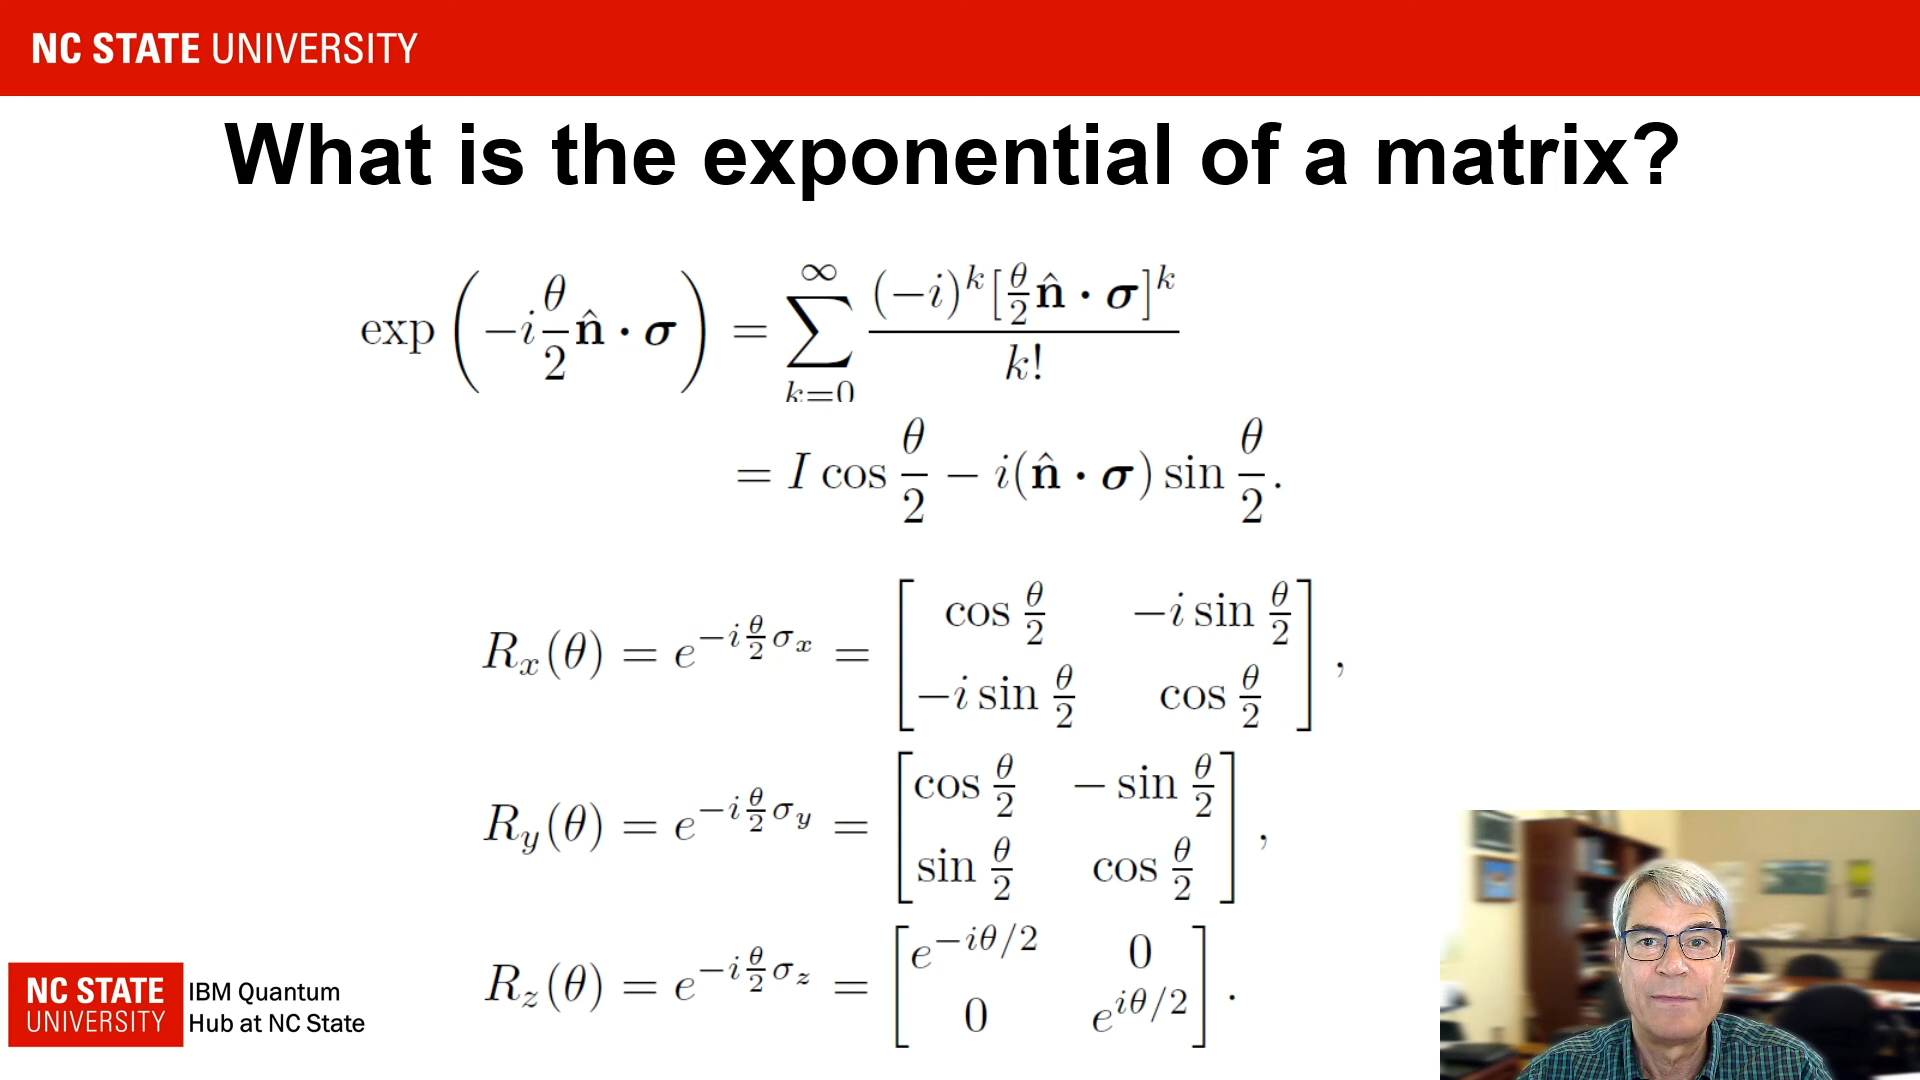 NC STATE UNIVERSITY
What is the exponential of a matrix?
exp(−i θ/2 n̂ · σ) = ∑_{k=0}^{∞} (−i)^k[θ/2 n̂ · σ]^k / k!
= I cos θ/2 − i(n̂ · σ) sin θ/2.
R_x(θ) = e^{−i θ/2 σ_x} = [cos θ/2 −i sin θ/2
−i sin θ/2 cos θ/2],
R_y(θ) = e^{−i θ/2 σ_y} = [cos θ/2 − sin θ/2
sin θ/2 cos θ/2],
R_z(θ) = e^{−i θ/2 σ_z} = [e^{−iθ/2} 0
0 e^{iθ/2}].
NC STATE
UNIVERSITY
IBM Quantum
Hub at NC State